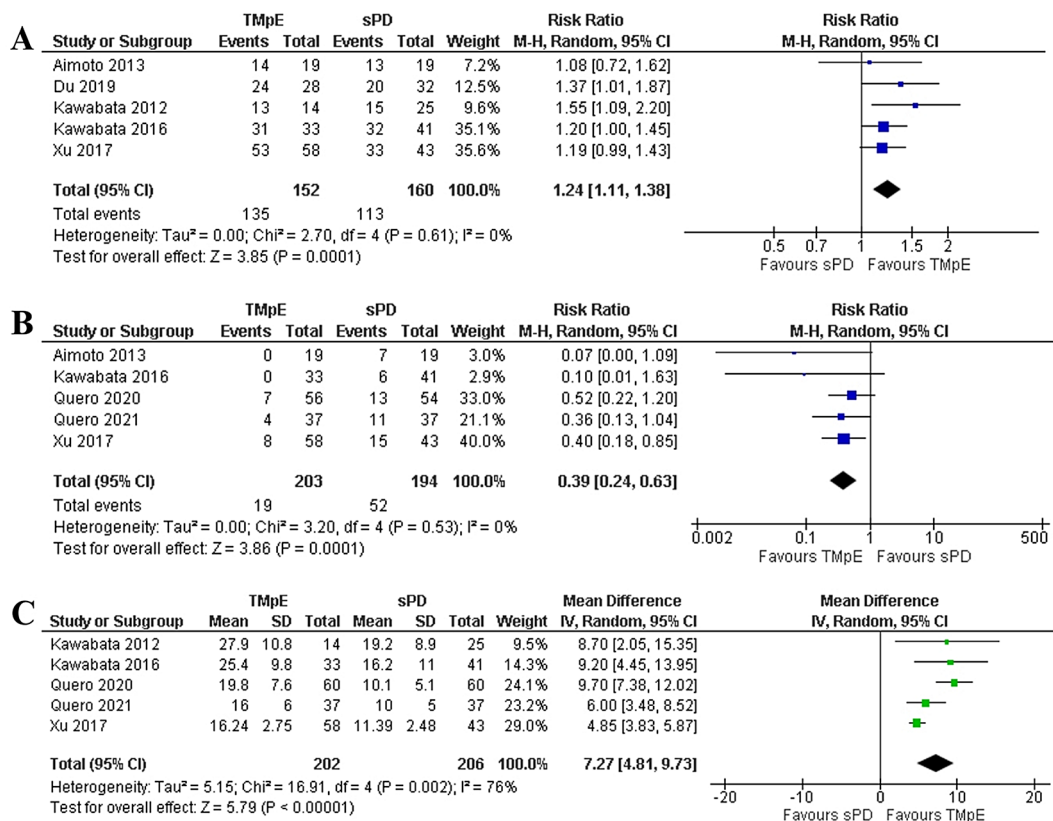 A
TMpE sPD Risk Ratio Risk Ratio
Study or Subgroup Events Total Events Total Weight M-H, Random, 95% CI M-H, Random, 95% CI
Aimoto 2013 14 19 13 19 7.2% 1.08 [0.72, 1.62]
Du 2019 24 28 20 32 12.5% 1.37 [1.01, 1.87]
Kawabata 2012 13 14 15 25 9.6% 1.55 [1.09, 2.20]
Kawabata 2016 31 33 32 41 35.1% 1.20 [1.00, 1.45]
Xu 2017 53 58 33 43 35.6% 1.19 [0.99, 1.43]
Total (95% CI) 152 160 100.0% 1.24 [1.11, 1.38]
Total events 135 113
Heterogeneity: Tau² = 0.00; Chi² = 2.70, df = 4 (P = 0.61); I² = 0%
Test for overall effect: Z = 3.85 (P = 0.0001)
0.5 0.7 1 1.5 2
Favours sPD Favours TMpE
B
TMpE sPD Risk Ratio Risk Ratio
Study or Subgroup Events Total Events Total Weight M-H, Random, 95% CI M-H, Random, 95% CI
Aimoto 2013 0 19 7 19 3.0% 0.07 [0.00, 1.09]
Kawabata 2016 0 33 6 41 2.9% 0.10 [0.01, 1.63]
Quero 2020 7 56 13 54 33.0% 0.52 [0.22, 1.20]
Quero 2021 4 37 11 37 21.1% 0.36 [0.13, 1.04]
Xu 2017 8 58 15 43 40.0% 0.40 [0.18, 0.85]
Total (95% CI) 203 194 100.0% 0.39 [0.24, 0.63]
Total events 19 52
Heterogeneity: Tau² = 0.00; Chi² = 3.20, df = 4 (P = 0.53); I² = 0%
Test for overall effect: Z = 3.86 (P = 0.0001)
0.002 0.1 1 10 500
Favours TMpE Favours sPD
C
TMpE sPD Mean Difference Mean Difference
Study or Subgroup Mean SD Total Mean SD Total Weight IV, Random, 95% CI IV, Random, 95% CI
Kawabata 2012 27.9 10.8 14 19.2 8.9 25 9.5% 8.70 [2.05, 15.35]
Kawabata 2016 25.4 9.8 33 16.2 11 41 14.3% 9.20 [4.45, 13.95]
Quero 2020 19.8 7.6 60 10.1 5.1 60 24.1% 9.70 [7.38, 12.02]
Quero 2021 16 6 37 10 5 37 23.2% 6.00 [3.48, 8.52]
Xu 2017 16.24 2.75 58 11.39 2.48 43 29.0% 4.85 [3.83, 5.87]
Total (95% CI) 202 206 100.0% 7.27 [4.81, 9.73]
Heterogeneity: Tau² = 5.15; Chi² = 16.91, df = 4 (P = 0.002); I² = 76%
Test for overall effect: Z = 5.79 (P < 0.00001)
-20 -10 0 10 20
Favours sPD Favours TMpE